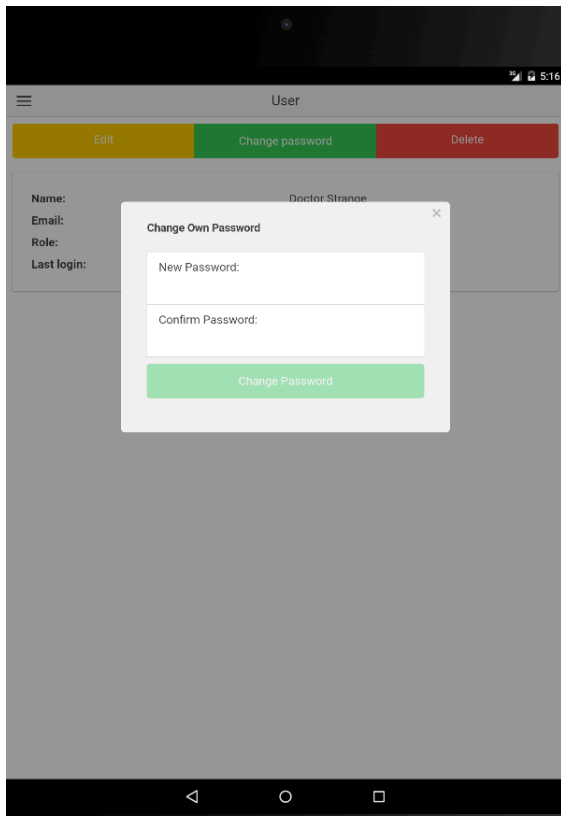 3G 5:16
User
Edit Change password Delete
Name: Doctor Strange
Email:
Role:
Last login:
×
Change Own Password
New Password:
Confirm Password:
Change Password